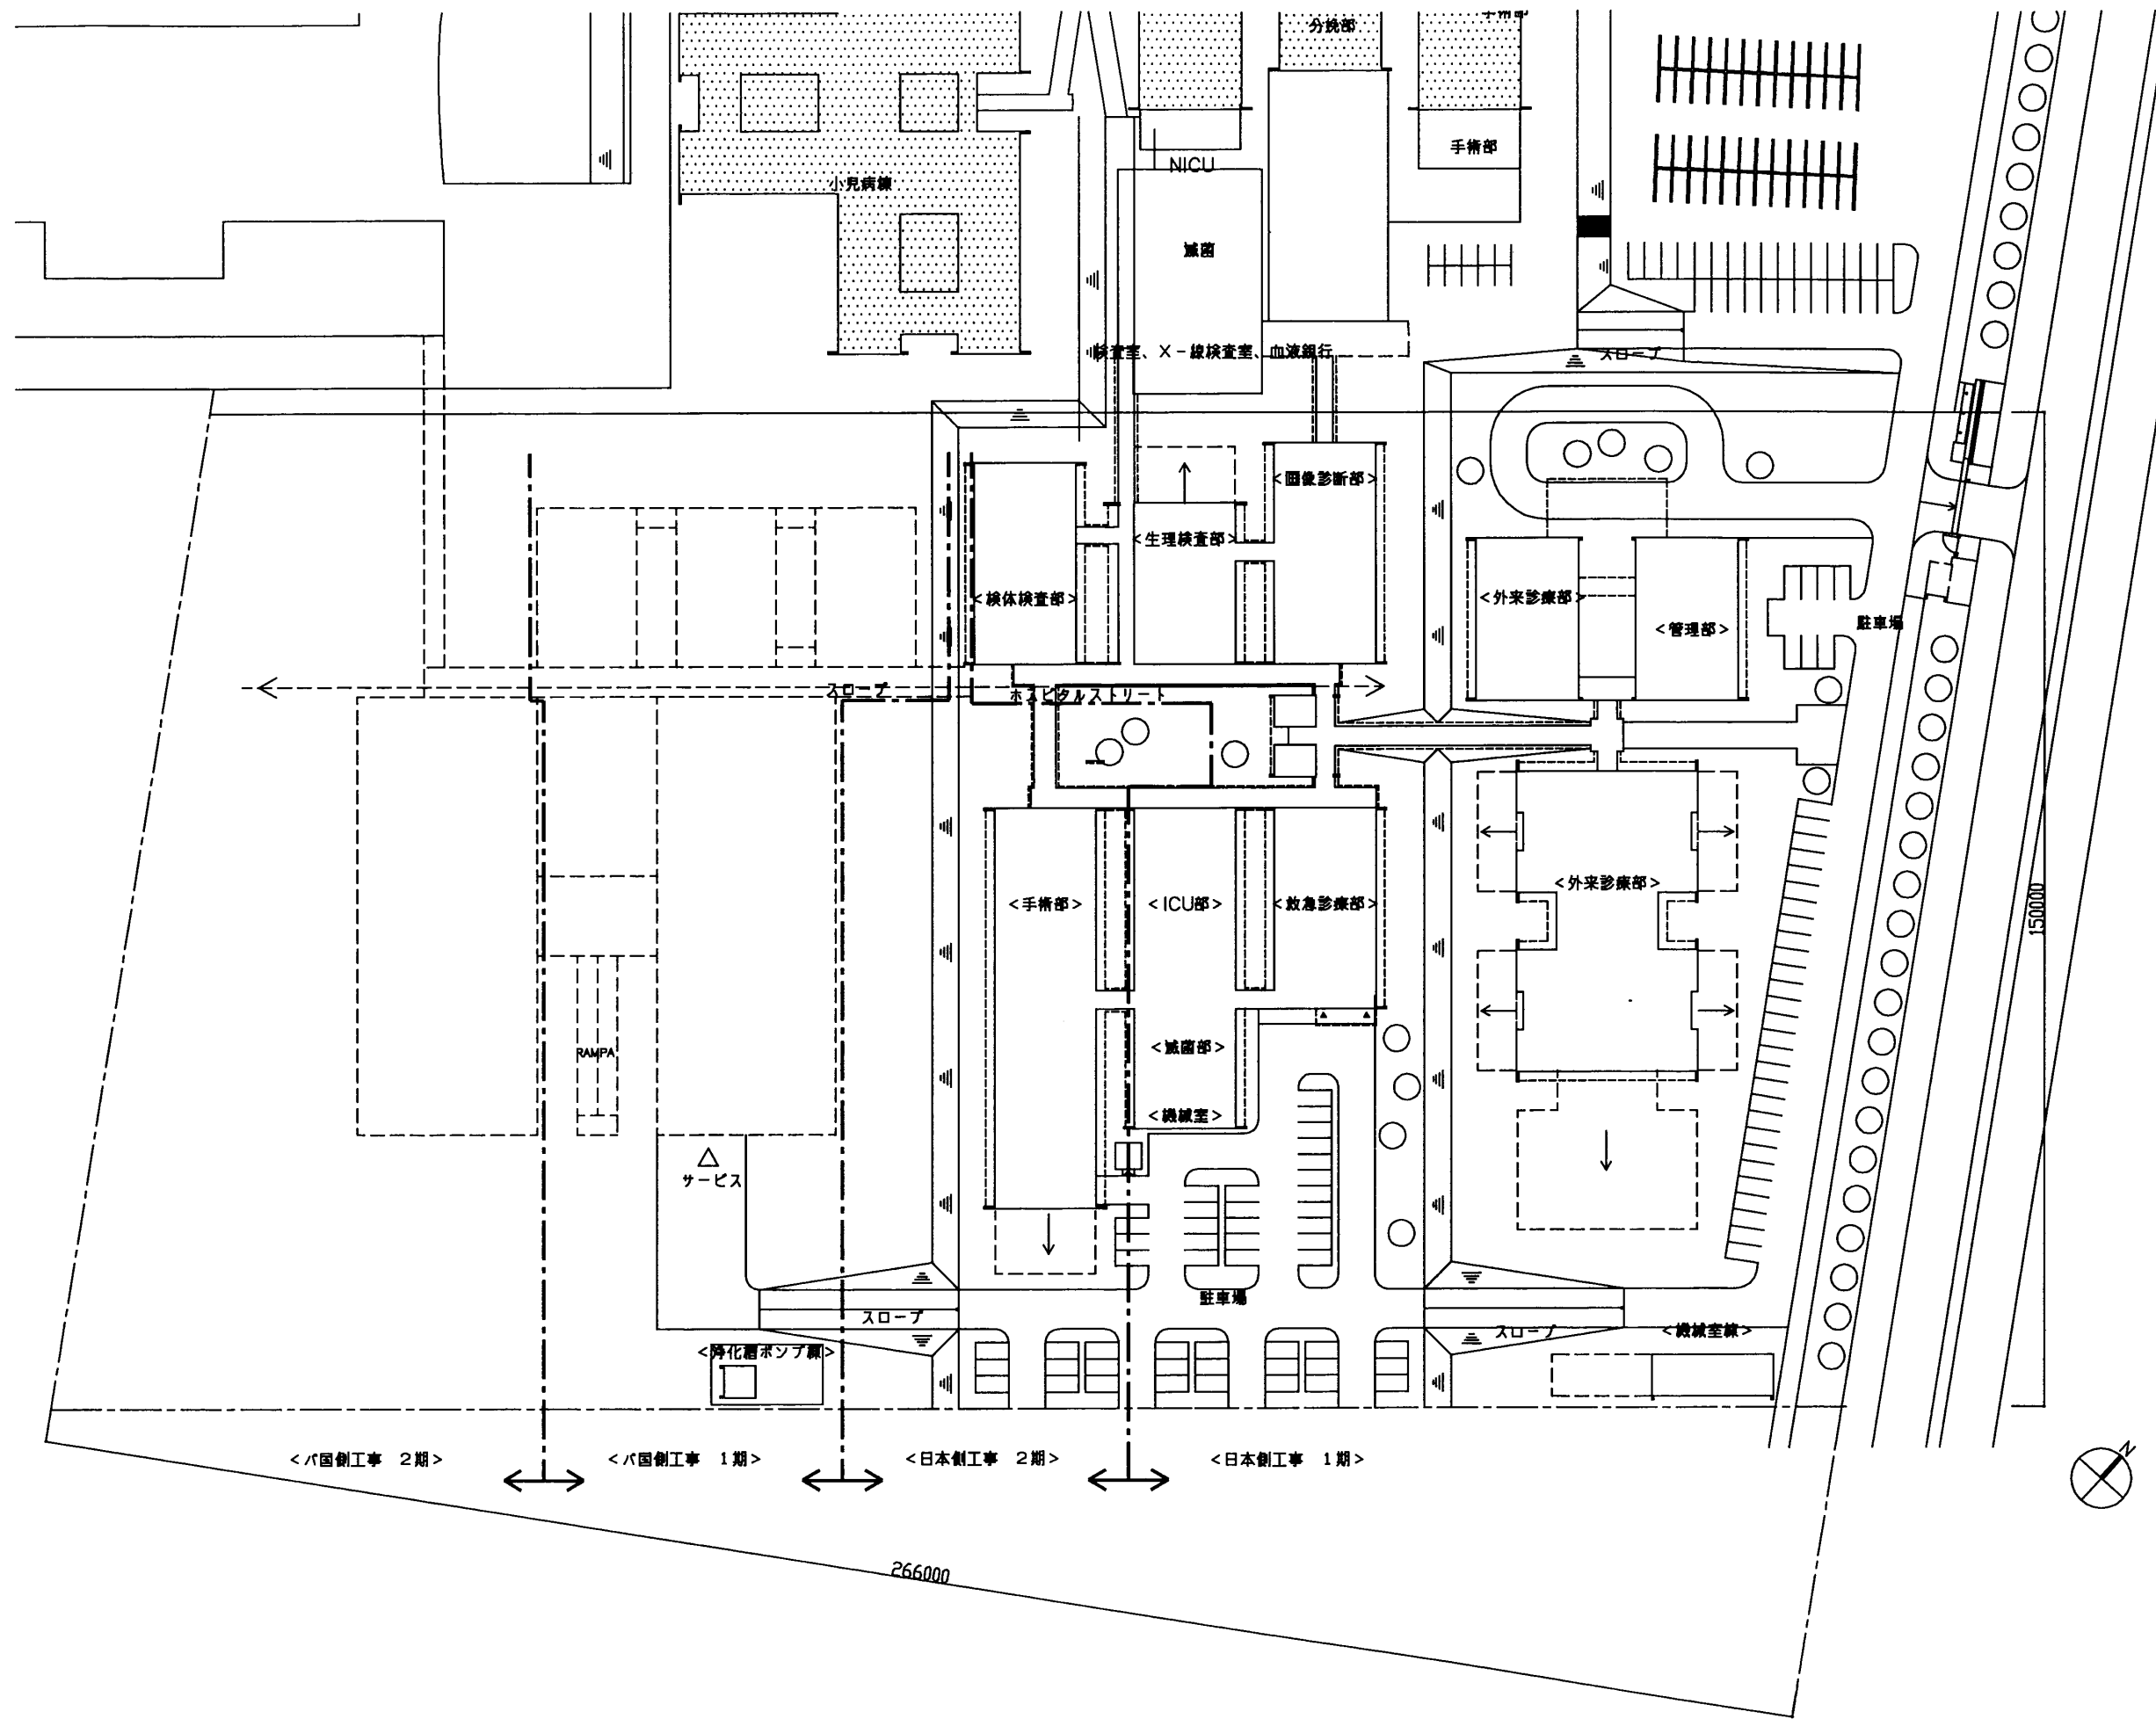 分娩部
手術部
手術部
NICU
小児病棟
滅菌
検査室、X－線検査室、血液銀行
スロープ
<画像診断部>
<生理検査部>
<検体検査部>
<外来診療部>
<管理部>
駐車場
スロープ
ホスピタルストリート
<外来診療部>
<手術部>
<ICU部>
<救急診療部>
150000
<滅菌部>
RAMPA
<機械室>
サービス
駐車場
スロープ
スロープ
<機械室棟>
<浄化槽ポンプ棟>
<パ国側工事　2期>
<パ国側工事　1期>
<日本側工事　2期>
<日本側工事　1期>
N
266000